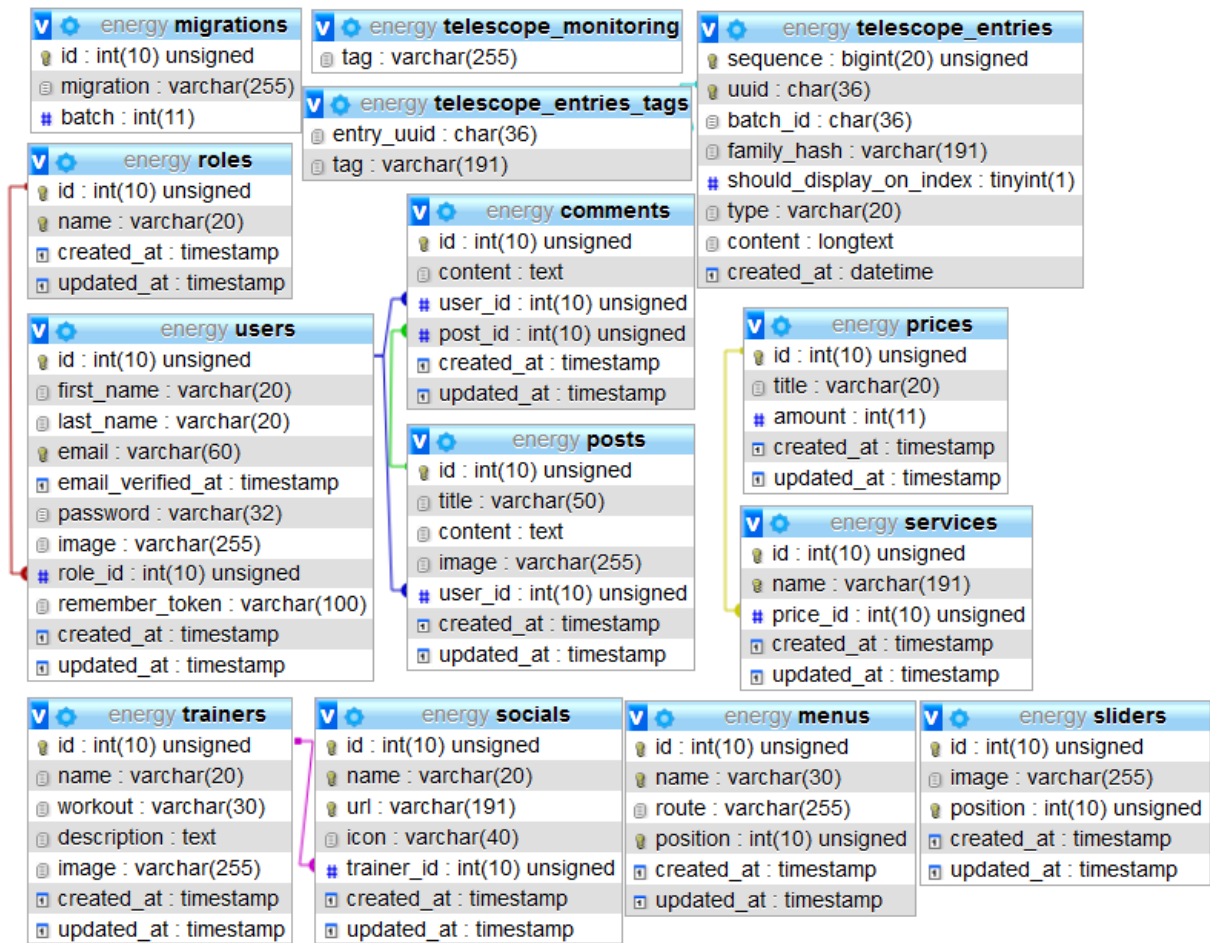 V energy migrations
id : int(10) unsigned
migration : varchar(255)
# batch : int(11)
V energy telescope_monitoring
tag : varchar(255)
V energy telescope_entries_tags
entry_uuid : char(36)
tag : varchar(191)
V energy telescope_entries
sequence : bigint(20) unsigned
uuid : char(36)
batch_id : char(36)
family_hash : varchar(191)
# should_display_on_index : tinyint(1)
type : varchar(20)
content : longtext
created_at : datetime
V energy roles
id : int(10) unsigned
name : varchar(20)
created_at : timestamp
updated_at : timestamp
V energy comments
id : int(10) unsigned
content : text
# user_id : int(10) unsigned
# post_id : int(10) unsigned
created_at : timestamp
updated_at : timestamp
V energy users
id : int(10) unsigned
first_name : varchar(20)
last_name : varchar(20)
email : varchar(60)
email_verified_at : timestamp
password : varchar(32)
image : varchar(255)
# role_id : int(10) unsigned
remember_token : varchar(100)
created_at : timestamp
updated_at : timestamp
V energy posts
id : int(10) unsigned
title : varchar(50)
content : text
image : varchar(255)
# user_id : int(10) unsigned
created_at : timestamp
updated_at : timestamp
V energy prices
id : int(10) unsigned
title : varchar(20)
# amount : int(11)
created_at : timestamp
updated_at : timestamp
V energy services
id : int(10) unsigned
name : varchar(191)
# price_id : int(10) unsigned
created_at : timestamp
updated_at : timestamp
V energy trainers
id : int(10) unsigned
name : varchar(20)
workout : varchar(30)
description : text
image : varchar(255)
created_at : timestamp
updated_at : timestamp
V energy socials
id : int(10) unsigned
name : varchar(20)
url : varchar(191)
icon : varchar(40)
# trainer_id : int(10) unsigned
created_at : timestamp
updated_at : timestamp
V energy menus
id : int(10) unsigned
name : varchar(30)
route : varchar(255)
position : int(10) unsigned
created_at : timestamp
updated_at : timestamp
V energy sliders
id : int(10) unsigned
image : varchar(255)
position : int(10) unsigned
created_at : timestamp
updated_at : timestamp